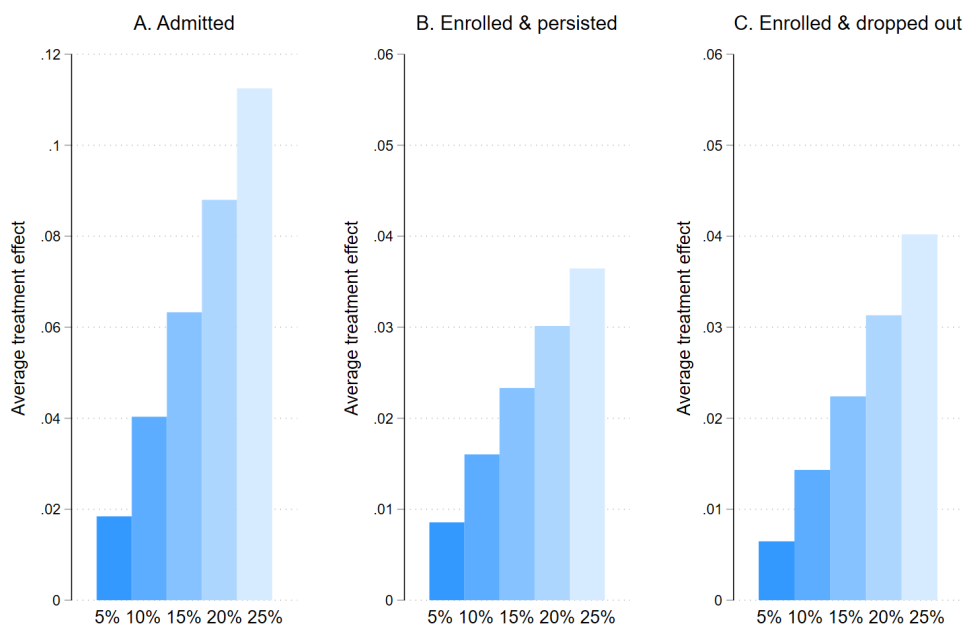 A. Admitted
Average treatment effect
.12
.1
.08
.06
.04
.02
0
5% 10% 15% 20% 25%
B. Enrolled & persisted
Average treatment effect
.06
.05
.04
.03
.02
.01
0
5% 10% 15% 20% 25%
C. Enrolled & dropped out
Average treatment effect
.06
.05
.04
.03
.02
.01
0
5% 10% 15% 20% 25%